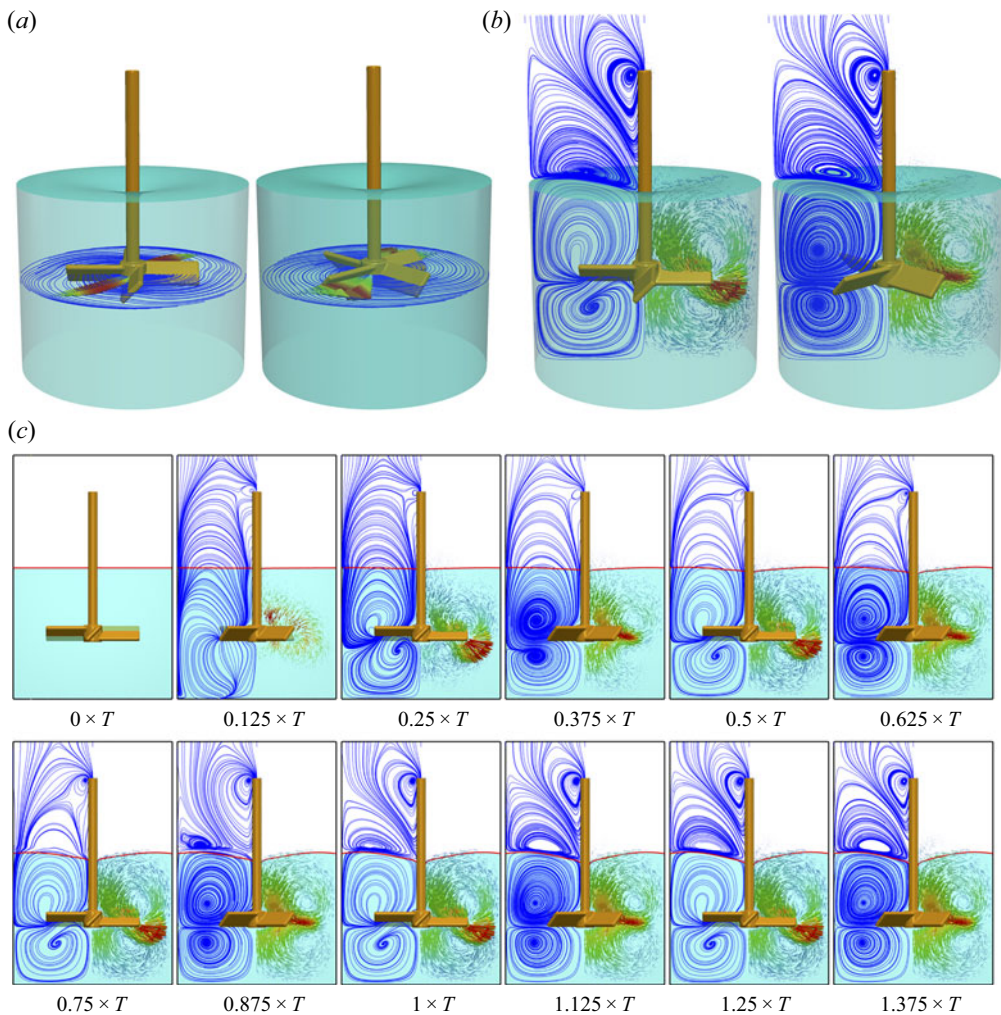 (a)
(b)
(c)
0 × T
0.125 × T
0.25 × T
0.375 × T
0.5 × T
0.625 × T
0.75 × T
0.875 × T
1 × T
1.125 × T
1.25 × T
1.375 × T